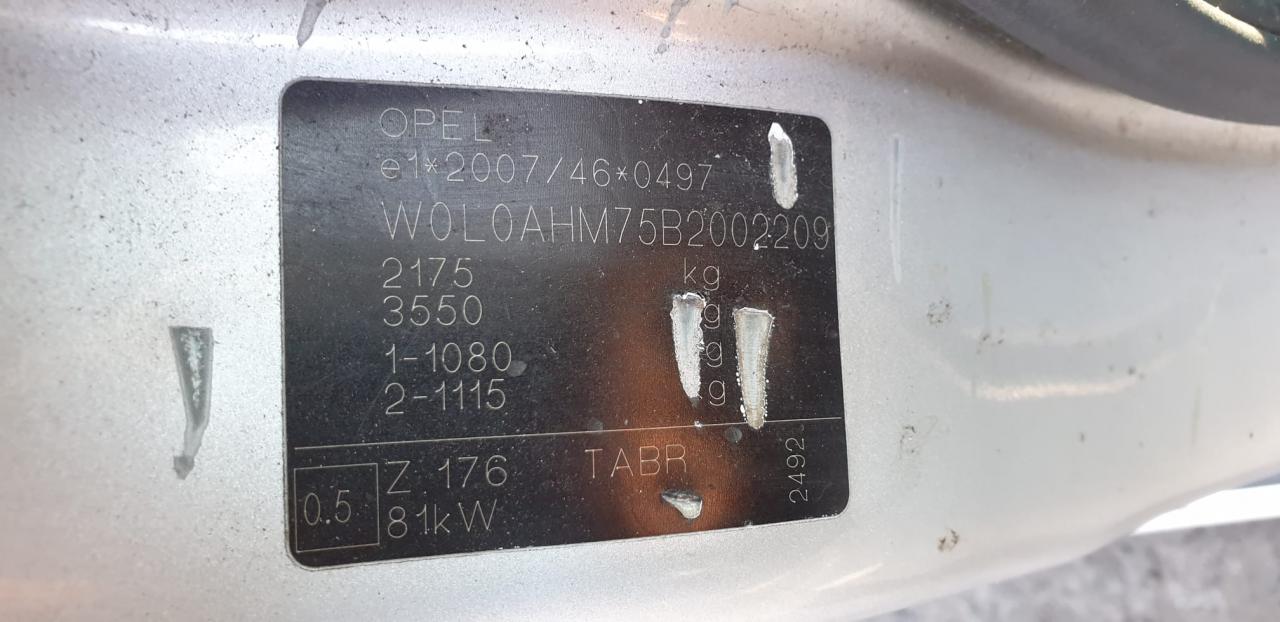 OPEL
e1*2007/46*0497
W0L0AHM75B2002209
2175 kg
3550 g
1-1080 g
2-1115 g
0.5
Z 176 TABR
81kW
2492